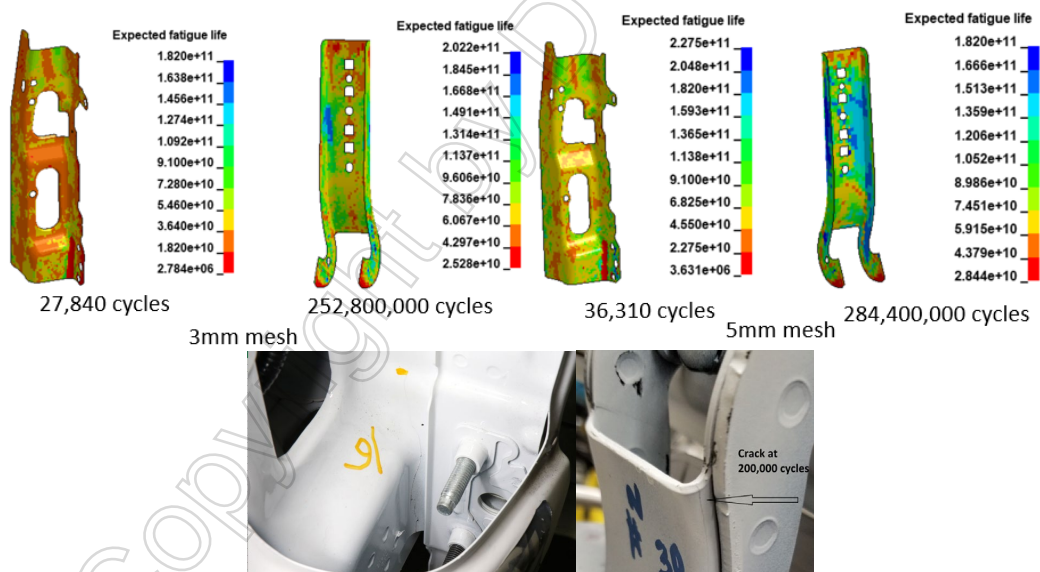 Expected fatigue life
1.820e+11
1.638e+11
1.456e+11
1.274e+11
1.092e+11
9.100e+10
7.280e+10
5.460e+10
3.640e+10
1.820e+10
2.784e+06
27,840 cycles
Expected fatigue life
2.022e+11
1.845e+11
1.668e+11
1.491e+11
1.314e+11
1.137e+11
9.606e+10
7.836e+10
6.067e+10
4.297e+10
2.528e+10
252,800,000 cycles
3mm mesh
Expected fatigue life
2.275e+11
2.048e+11
1.820e+11
1.593e+11
1.365e+11
1.138e+11
9.100e+10
6.825e+10
4.550e+10
2.275e+10
3.631e+06
36,310 cycles
Expected fatigue life
1.820e+11
1.666e+11
1.513e+11
1.359e+11
1.206e+11
1.052e+11
8.986e+10
7.451e+10
5.915e+10
4.379e+10
2.844e+10
284,400,000 cycles
5mm mesh
Crack at
200,000 cycles
30
Copyright by D